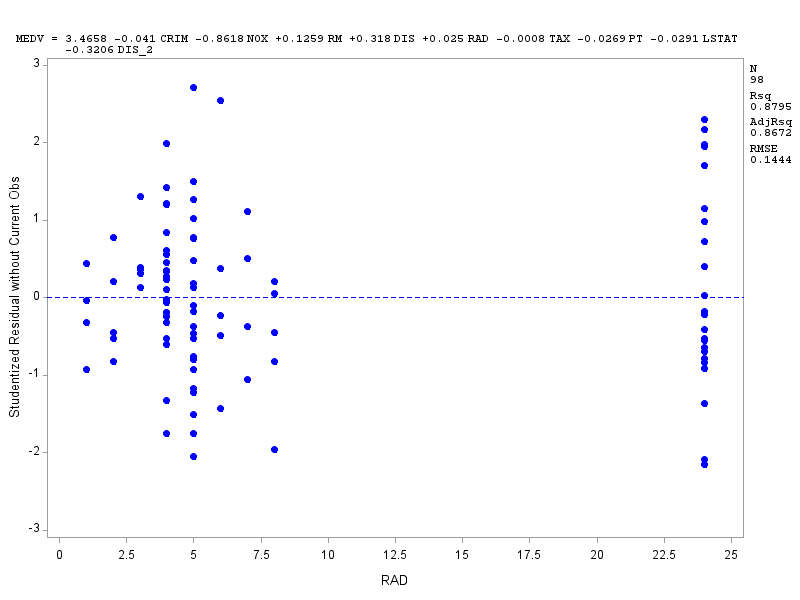 MEDV = 3.4658 -0.041 CRIM -0.8618 NOX +0.1259 RM +0.318 DIS +0.025 RAD -0.0008 TAX -0.0269 PT -0.0291 LSTAT
-0.3206 DIS_2
N
98
Rsq
0.8795
AdjRsq
0.8672
RMSE
0.1444
Studentized Residual without Current Obs
3
2
1
0
-1
-2
-3
0 2.5 5 7.5 10 12.5 15 17.5 20 22.5 25
RAD